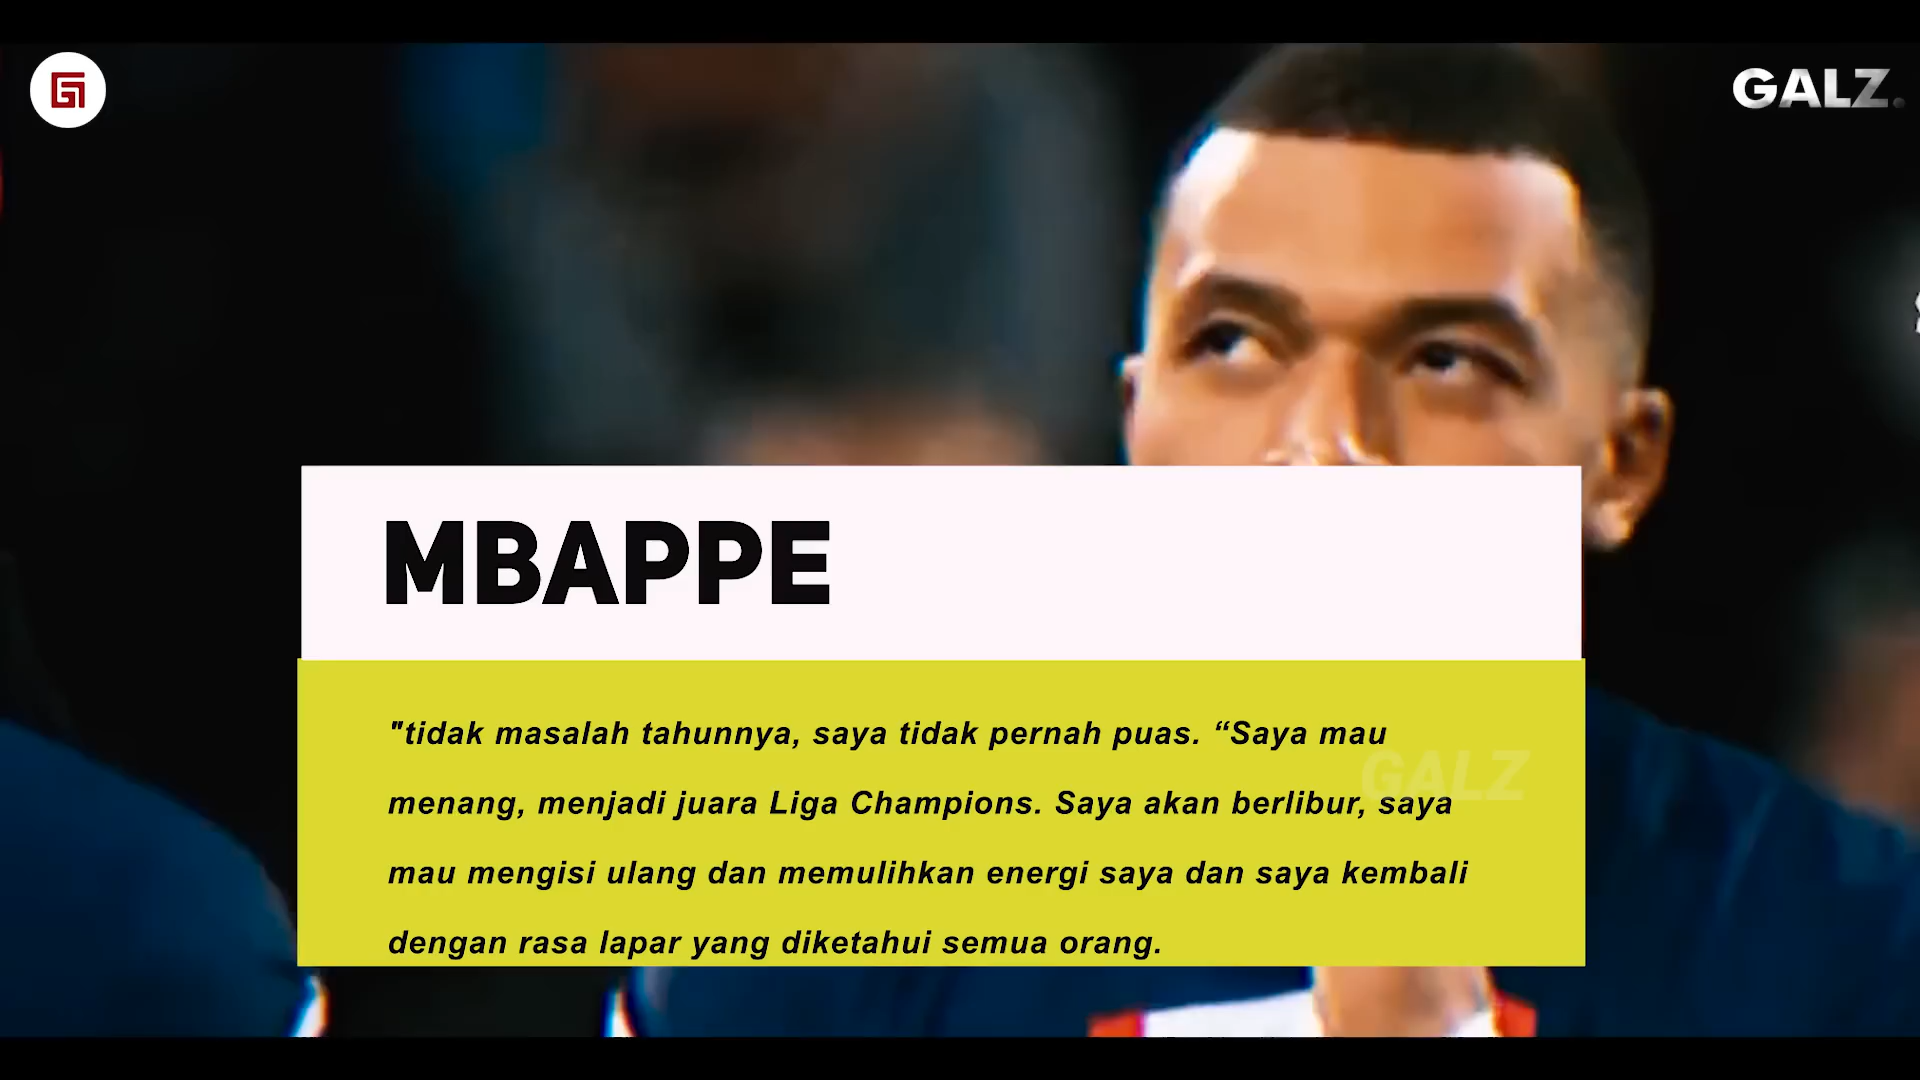 GALZ.
MBAPPE
"tidak masalah tahunnya, saya tidak pernah puas. “Saya mau
GALZ
menang, menjadi juara Liga Champions. Saya akan berlibur, saya
mau mengisi ulang dan memulihkan energi saya dan saya kembali
dengan rasa lapar yang diketahui semua orang.